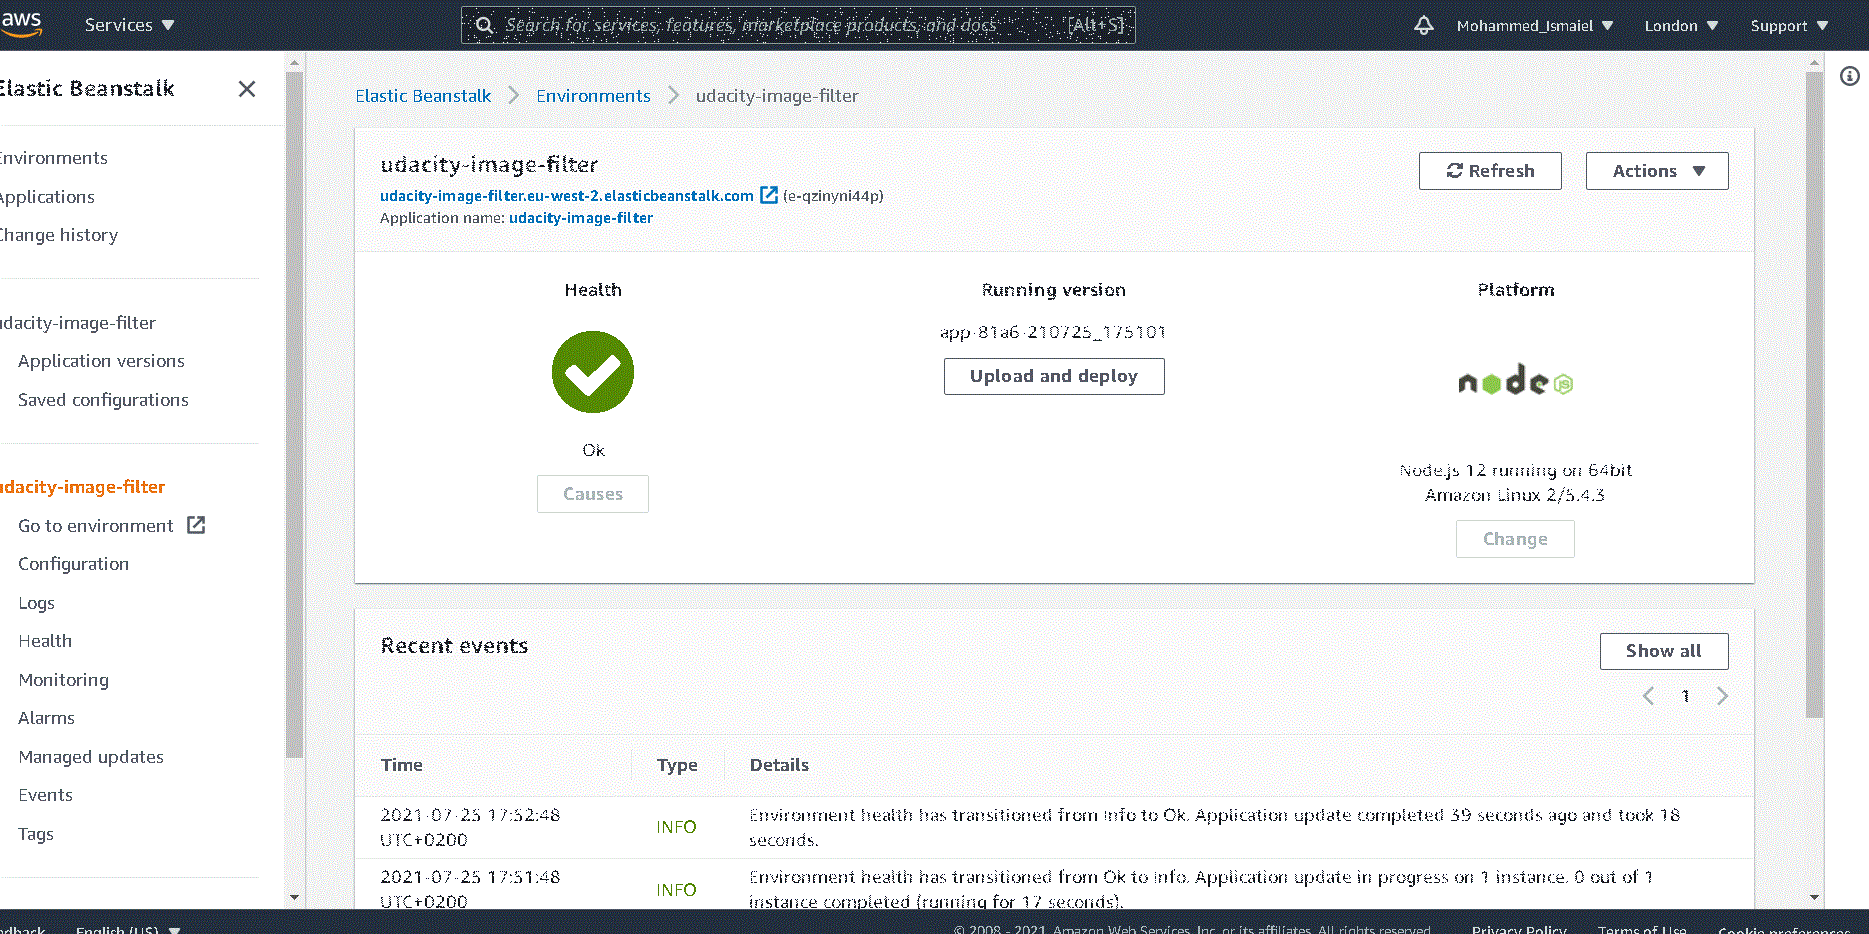 aws
Services ▼
Search for services, features, marketplace products, and docs
[Alt+S]
Mohammed_Ismaiel ▼
London ▼
Support ▼
Elastic Beanstalk
Environments
Applications
Change history
udacity-image-filter
Application versions
Saved configurations
udacity-image-filter
Go to environment
Configuration
Logs
Health
Monitoring
Alarms
Managed updates
Events
Tags
Elastic Beanstalk > Environments > udacity-image-filter
udacity-image-filter
udacity-image-filter.eu-west-2.elasticbeanstalk.com (e-qzinyni44p)
Application name: udacity-image-filter
Refresh
Actions ▼
Health
Ok
Causes
Running version
app-81a6-210725_175101
Upload and deploy
Platform
node JS
Node.js 12 running on 64bit
Amazon Linux 2/5.4.3
Change
Recent events
Show all
1
Time Type Details
2021-07-25 17:52:48
UTC+0200
INFO
Environment health has transitioned from Info to Ok. Application update completed 39 seconds ago and took 18
seconds.
2021-07-25 17:51:48
UTC+0200
INFO
Environment health has transitioned from Ok to Info. Application update in progress on 1 instance. 0 out of 1
instance completed (running for 17 seconds).
English (US) ▼
© 2008 - 2021, Amazon Web Services, Inc. or its affiliates. All rights reserved.
Privacy Policy
Terms of Use
Cookie preferences